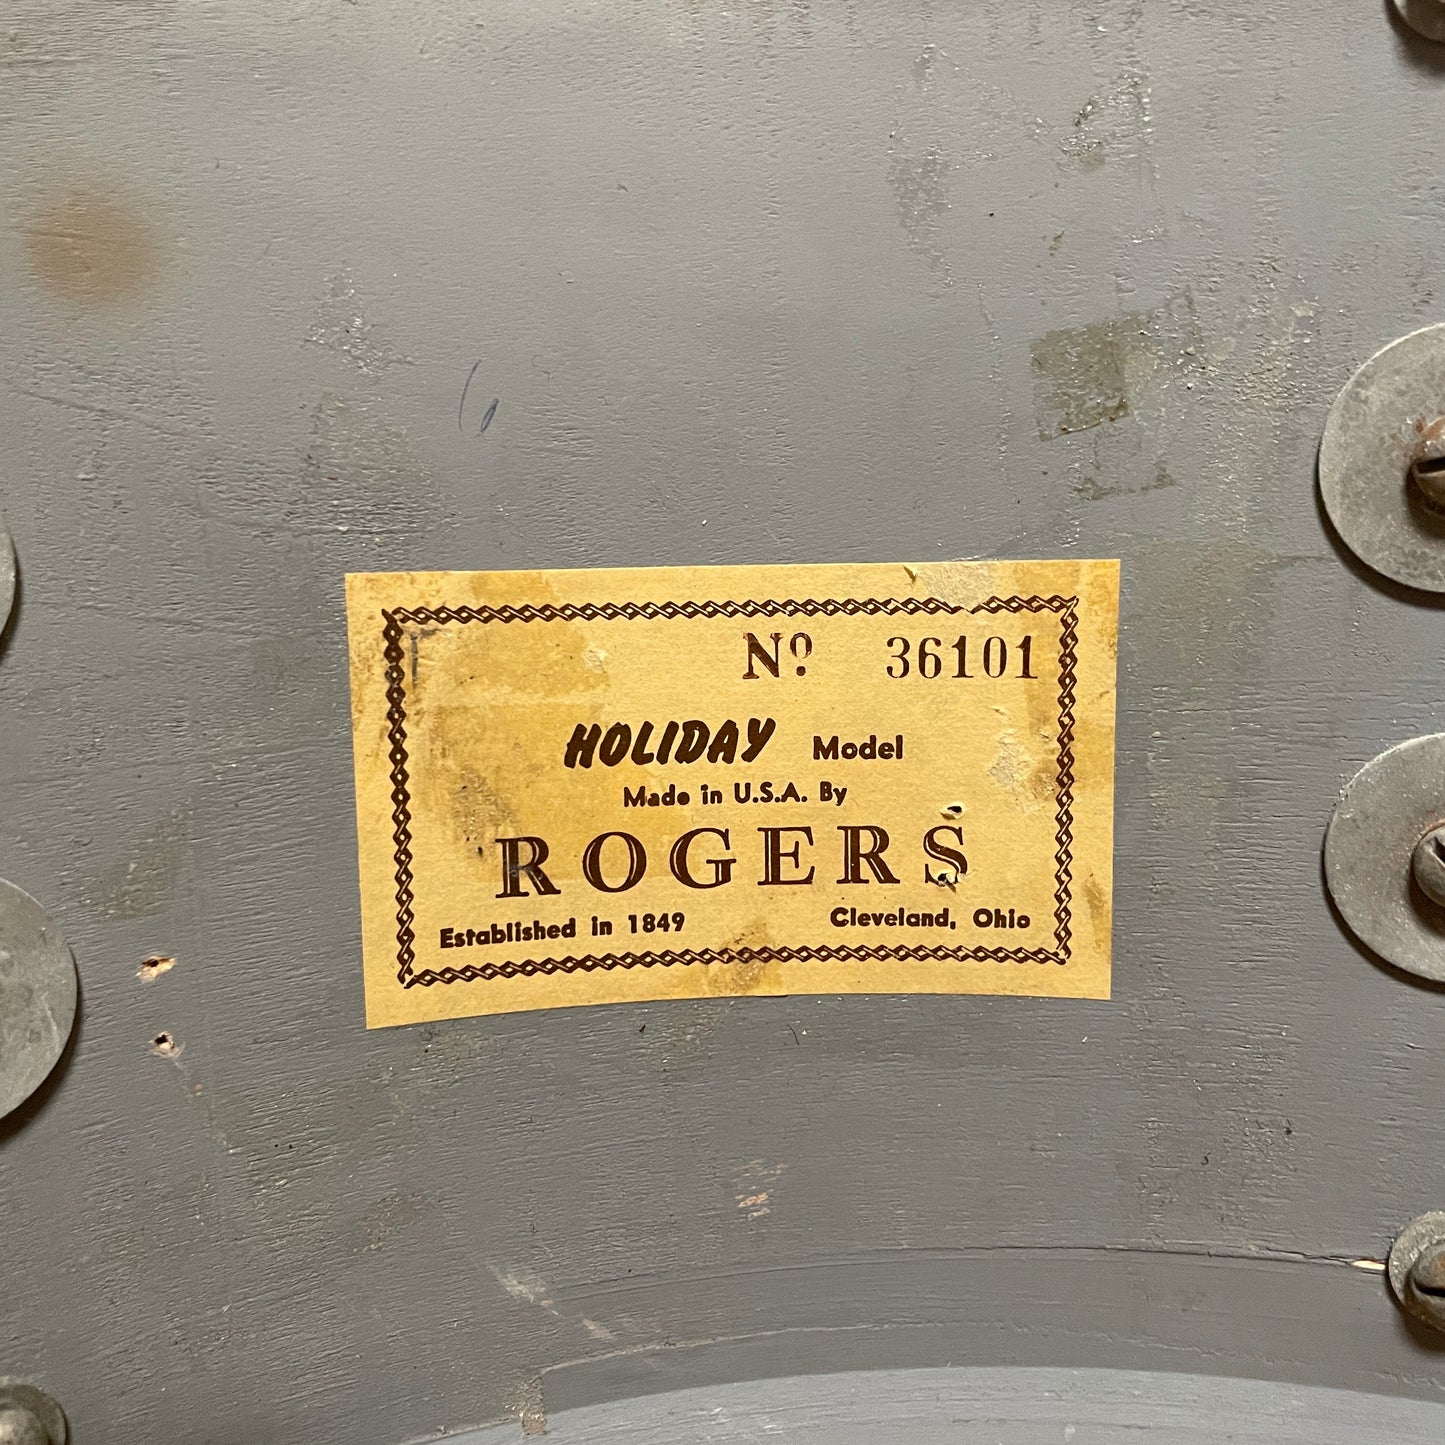 Nº 36101
HOLIDAY Model
Made in U.S.A. By
ROGERS
Established in 1849 Cleveland, Ohio